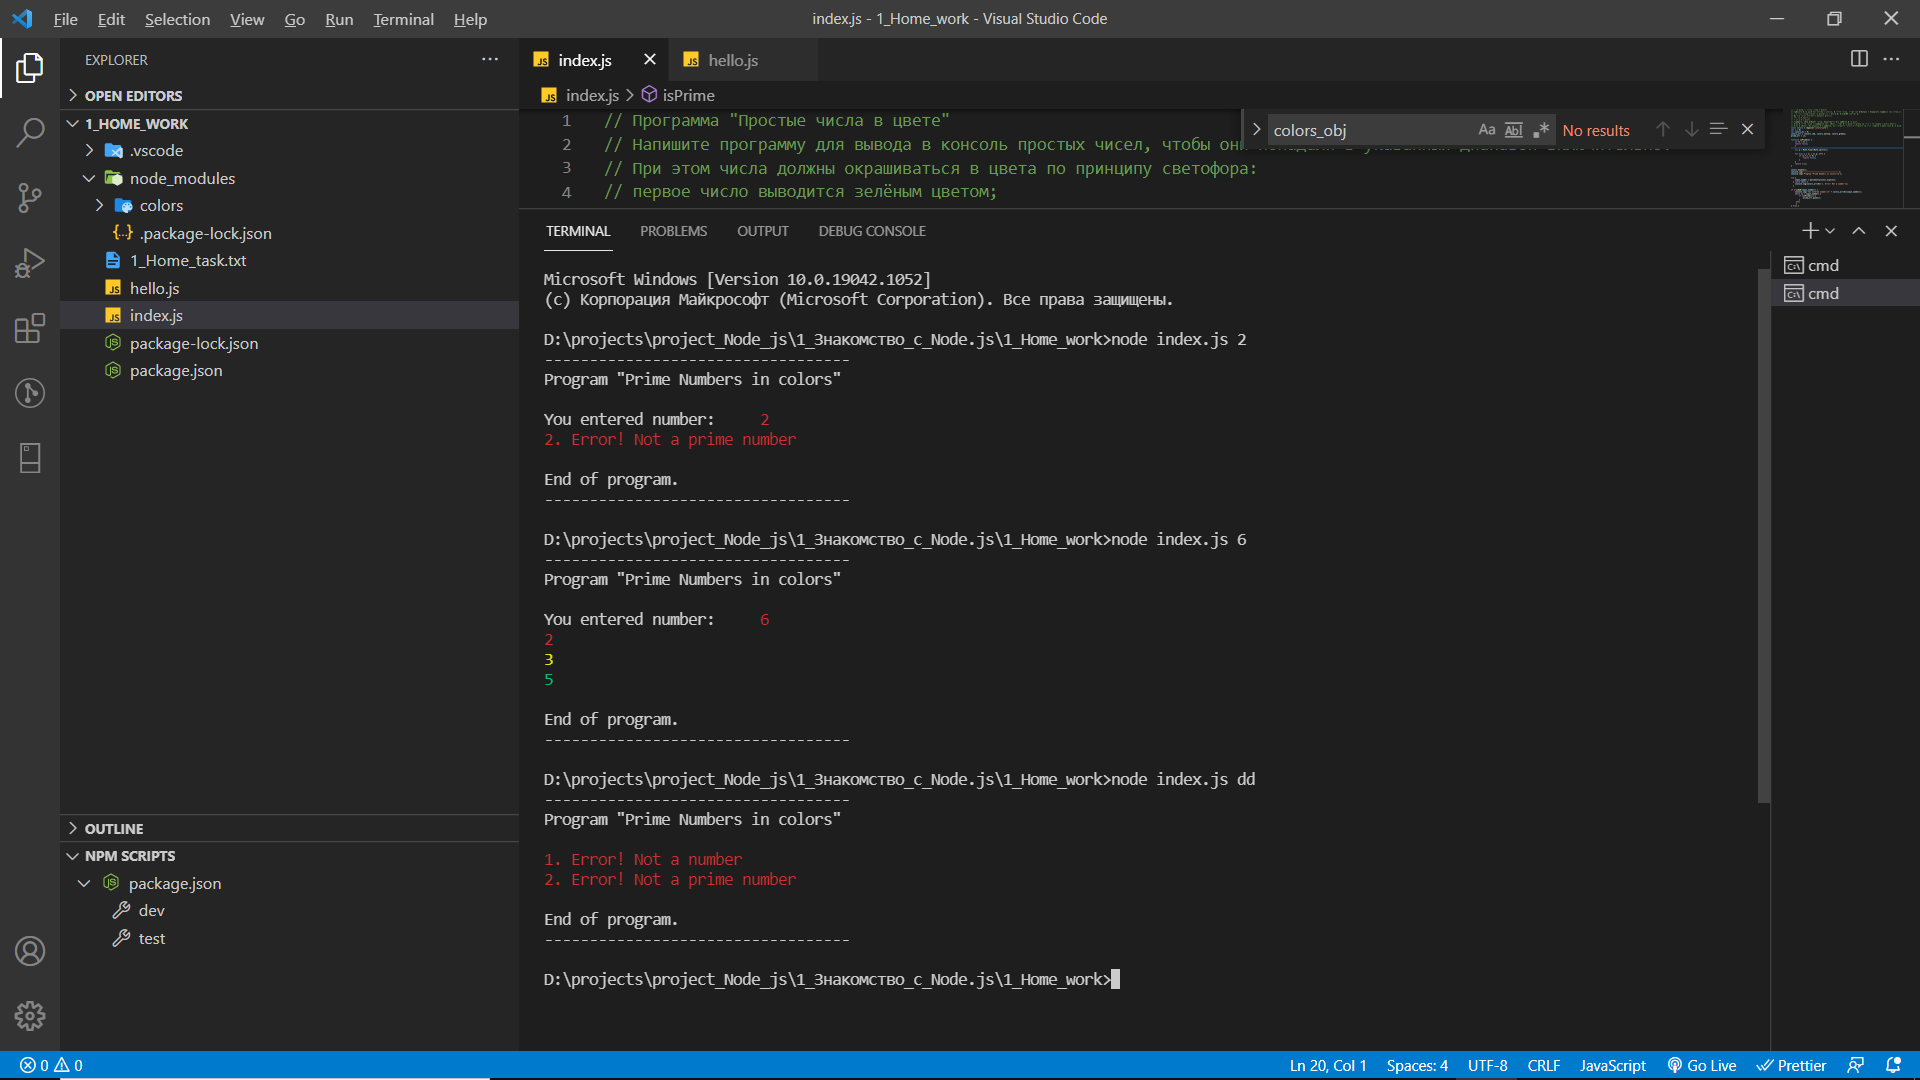 File Edit Selection View Go Run Terminal Help
index.js - 1_Home_work - Visual Studio Code
EXPLORER
OPEN EDITORS
1_HOME_WORK
.vscode
node_modules
colors
.package-lock.json
1_Home_task.txt
hello.js
index.js
package-lock.json
package.json
OUTLINE
NPM SCRIPTS
package.json
dev
test
index.js
hello.js
index.js > isPrime
1 // Программа "Простые числа в цвете"
2 // Напишите программу для вывода в консоль простых чисел, чтобы они
3 // При этом числа должны окрашиваться в цвета по принципу светофора:
4 // первое число выводится зелёным цветом;
colors_obj
Aa Abl .*
No results
TERMINAL PROBLEMS OUTPUT DEBUG CONSOLE
cmd
cmd
Microsoft Windows [Version 10.0.19042.1052]
(c) Корпорация Майкрософт (Microsoft Corporation). Все права защищены.
D:\projects\project_Node_js\1_Знакомство_с_Node.js\1_Home_work>node index.js 2
----------------------------------
Program "Prime Numbers in colors"
You entered number: 2
2. Error! Not a prime number
End of program.
----------------------------------
D:\projects\project_Node_js\1_Знакомство_с_Node.js\1_Home_work>node index.js 6
----------------------------------
Program "Prime Numbers in colors"
You entered number: 6
2
3
5
End of program.
----------------------------------
D:\projects\project_Node_js\1_Знакомство_с_Node.js\1_Home_work>node index.js dd
----------------------------------
Program "Prime Numbers in colors"
1. Error! Not a number
2. Error! Not a prime number
End of program.
----------------------------------
D:\projects\project_Node_js\1_Знакомство_с_Node.js\1_Home_work>
0 0
Ln 20, Col 1 Spaces: 4 UTF-8 CRLF JavaScript Go Live Prettier